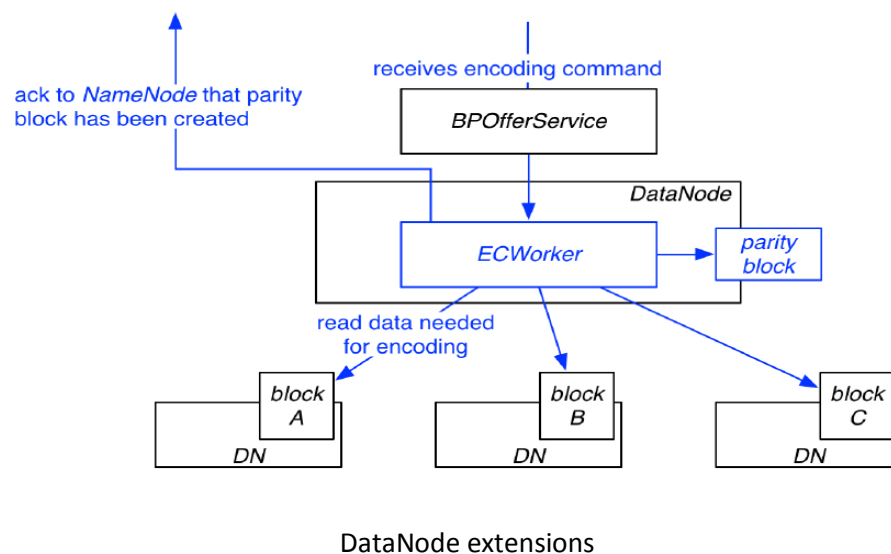 receives encoding command
ack to NameNode that parity
block has been created
BPOfferService
DataNode
ECWorker
parity
block
read data needed
for encoding
block
A
DN
block
B
DN
block
C
DN
DataNode extensions